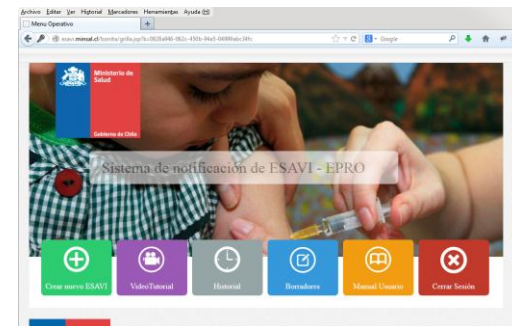 Archivo Editar Ver Historial Marcadores Herramientas Ayuda
Menu Operativo
Google
Ministerio de
Salud
Gobierno de Chile
Sistema de notificación de ESAVI - EPRO
Crear nuevo ESAVI
VideoTutorial
Historial
Borradores
Manual Usuario
Cerrar Sesión